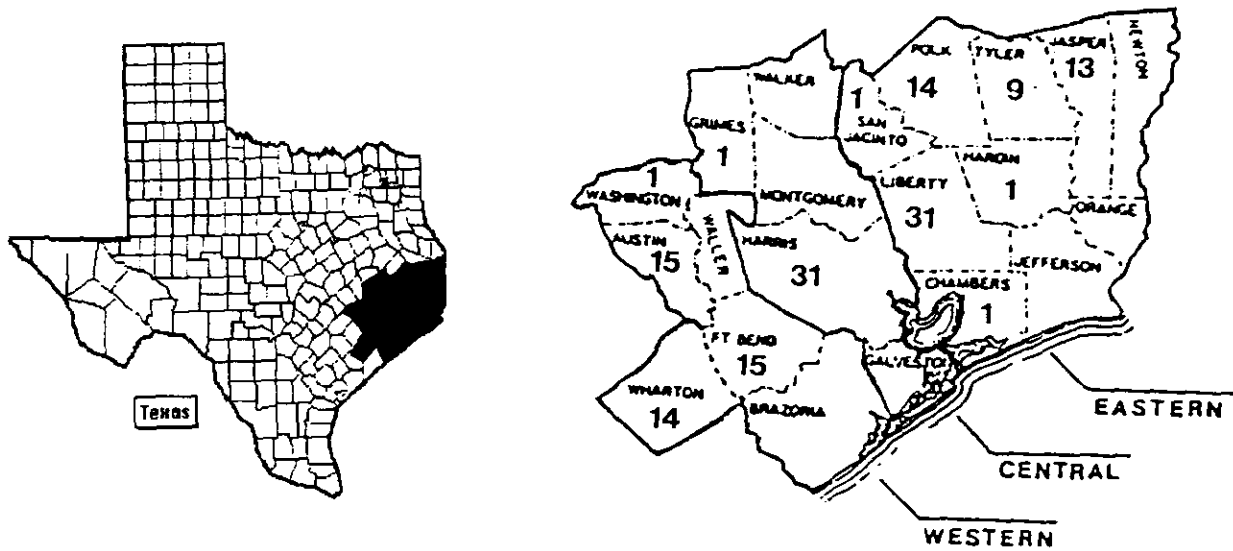 Texas
WALKER
GRIMES
1
1
WASHINGTON
AUSTIN
15
WALLER
MONTGOMERY
HARRIS
31
FT BEND
15
WHARTON
14
BRAZORIA
GALVESTON
1
SAN
JACINTO
POLK
14
TYLER
9
JASPER
13
NEWTON
LIBERTY
31
HARDIN
1
ORANGE
JEFFERSON
CHAMBERS
1
EASTERN
CENTRAL
WESTERN